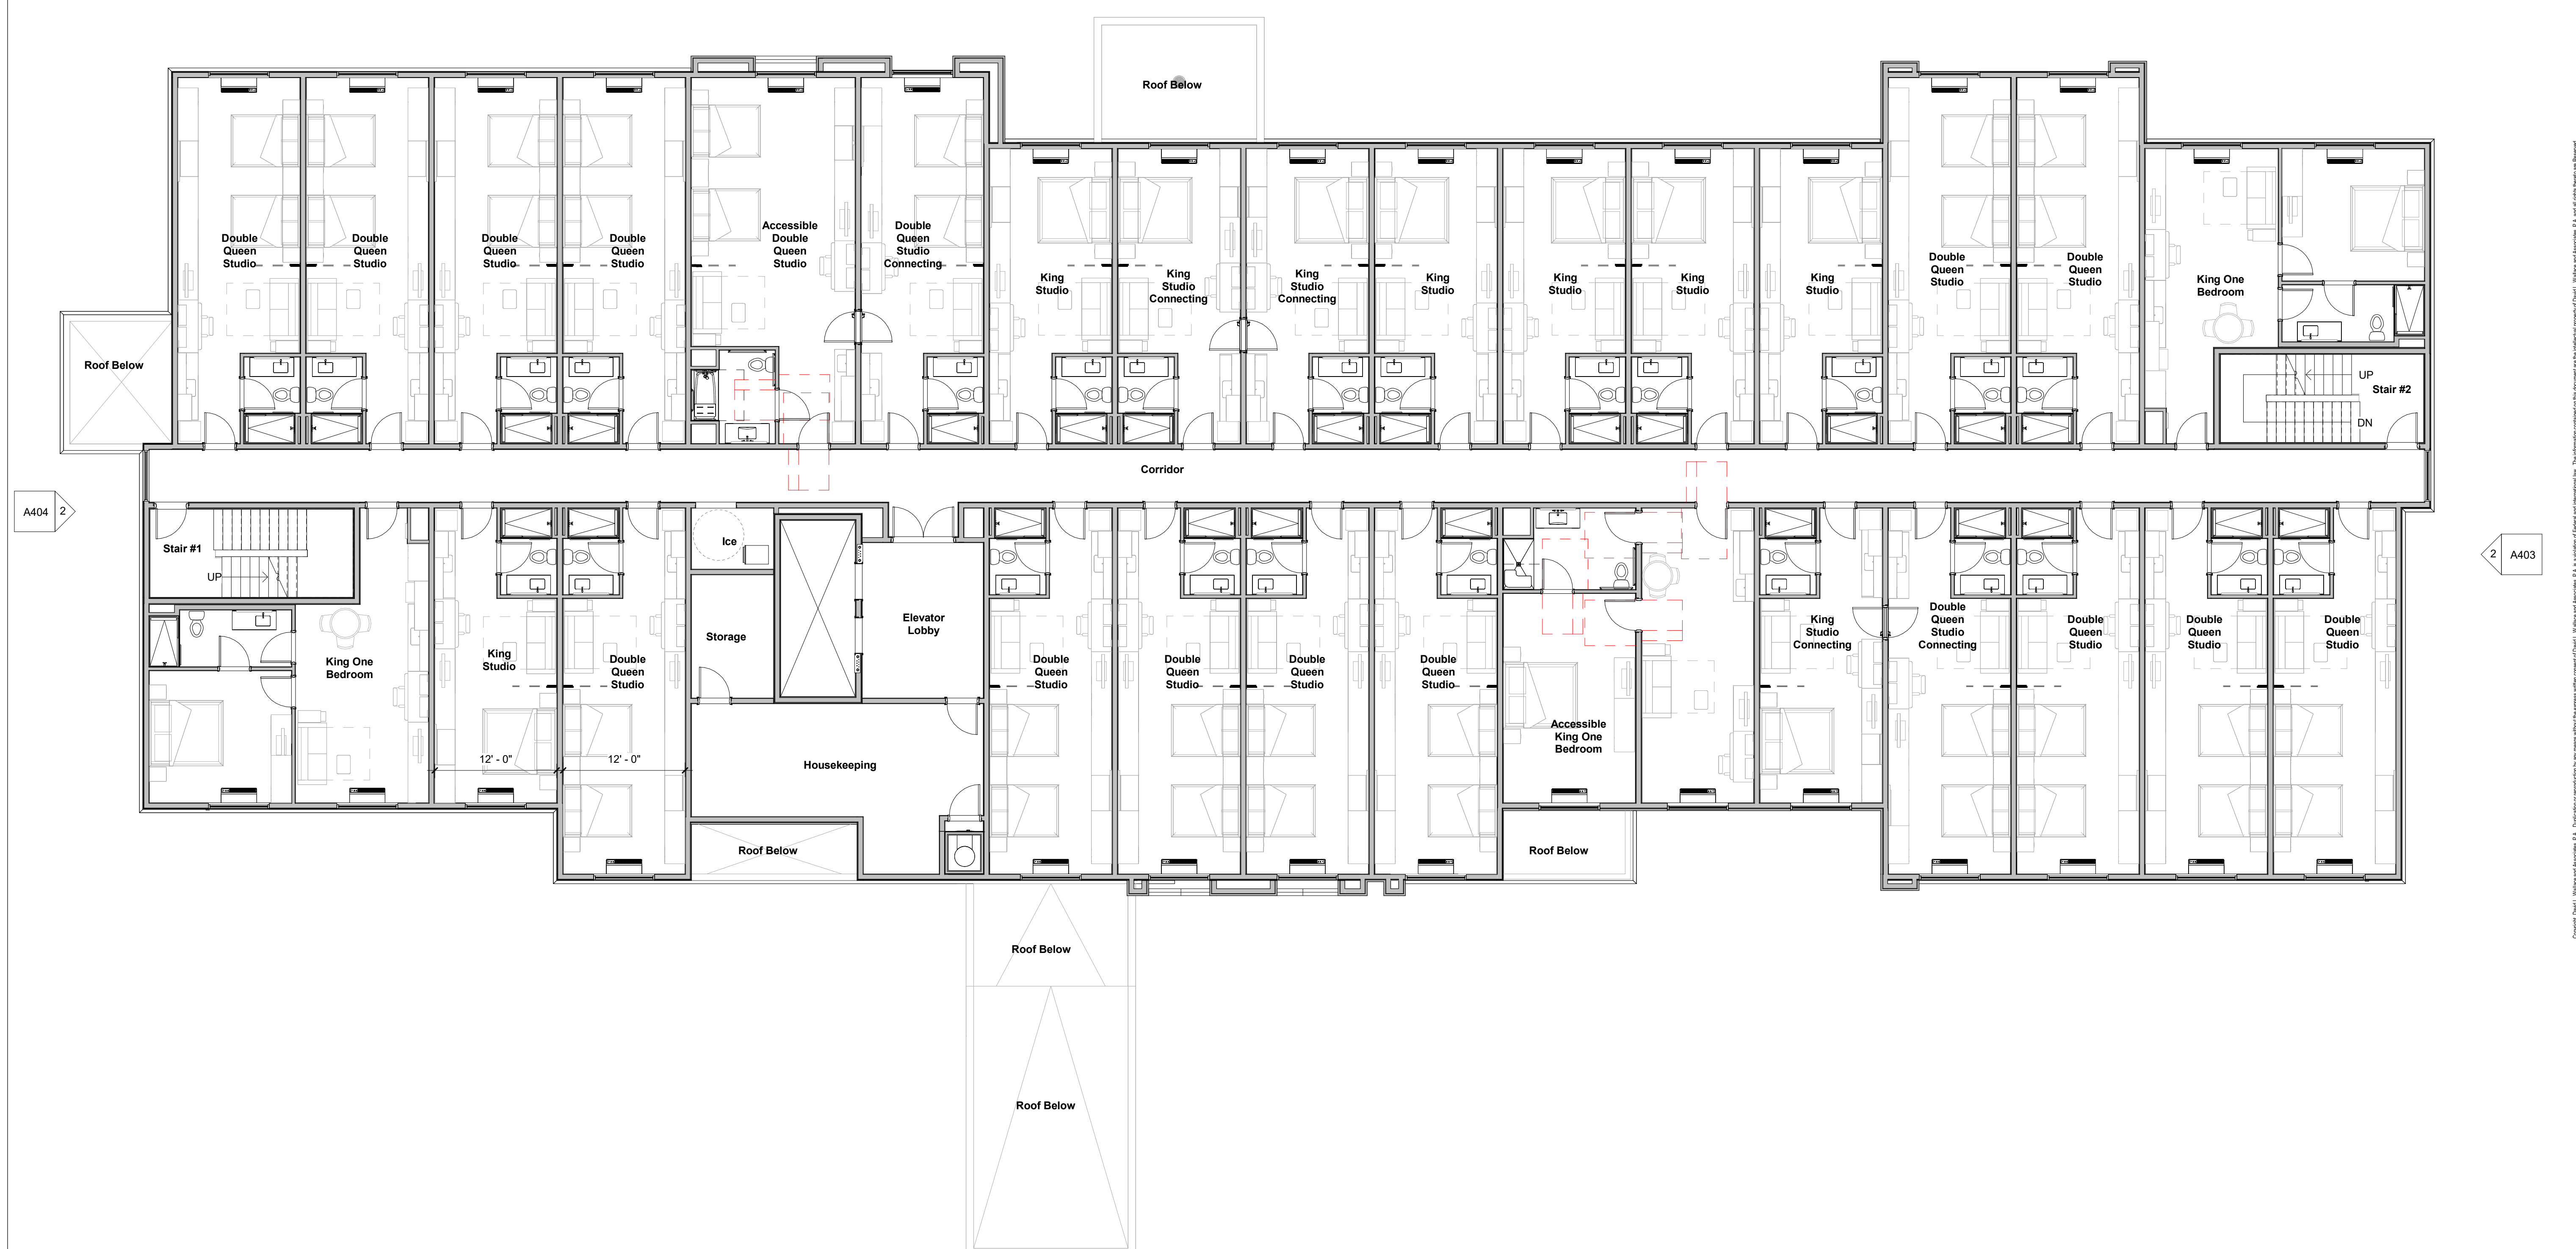 Roof Below
Double
Queen
Studio
Double
Queen
Studio
Double
Queen
Studio
Double
Queen
Studio
Accessible
Double
Queen
Studio
Double
Queen
Studio
Connecting
King
Studio
King
Studio
Connecting
King
Studio
Connecting
King
Studio
King
Studio
King
Studio
King
Studio
Double
Queen
Studio
Double
Queen
Studio
King One
Bedroom
Roof Below
UP
Stair #2
DN
Corridor
A404
2
2
A403
Stair #1
UP
Ice
Storage
Elevator
Lobby
King One
Bedroom
King
Studio
Double
Queen
Studio
Double
Queen
Studio
Double
Queen
Studio
Double
Queen
Studio
Double
Queen
Studio
Accessible
King One
Bedroom
King
Studio
Connecting
Double
Queen
Studio
Connecting
Double
Queen
Studio
Double
Queen
Studio
Double
Queen
Studio
12' - 0"
12' - 0"
Housekeeping
Roof Below
Roof Below
Roof Below
Roof Below